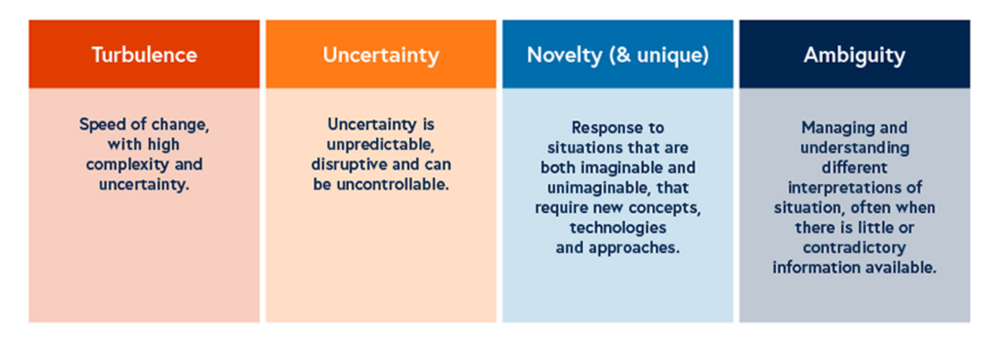 Turbulence
Speed of change,
with high
complexity and
uncertainty.
Uncertainty
Uncertainty is
unpredictable,
disruptive and can
be uncontrollable.
Novelty (& unique)
Response to
situations that are
both imaginable and
unimaginable, that
require new concepts,
technologies
and approaches.
Ambiguity
Managing and
understanding
different
interpretations of
situation, often when
there is little or
contradictory
information available.